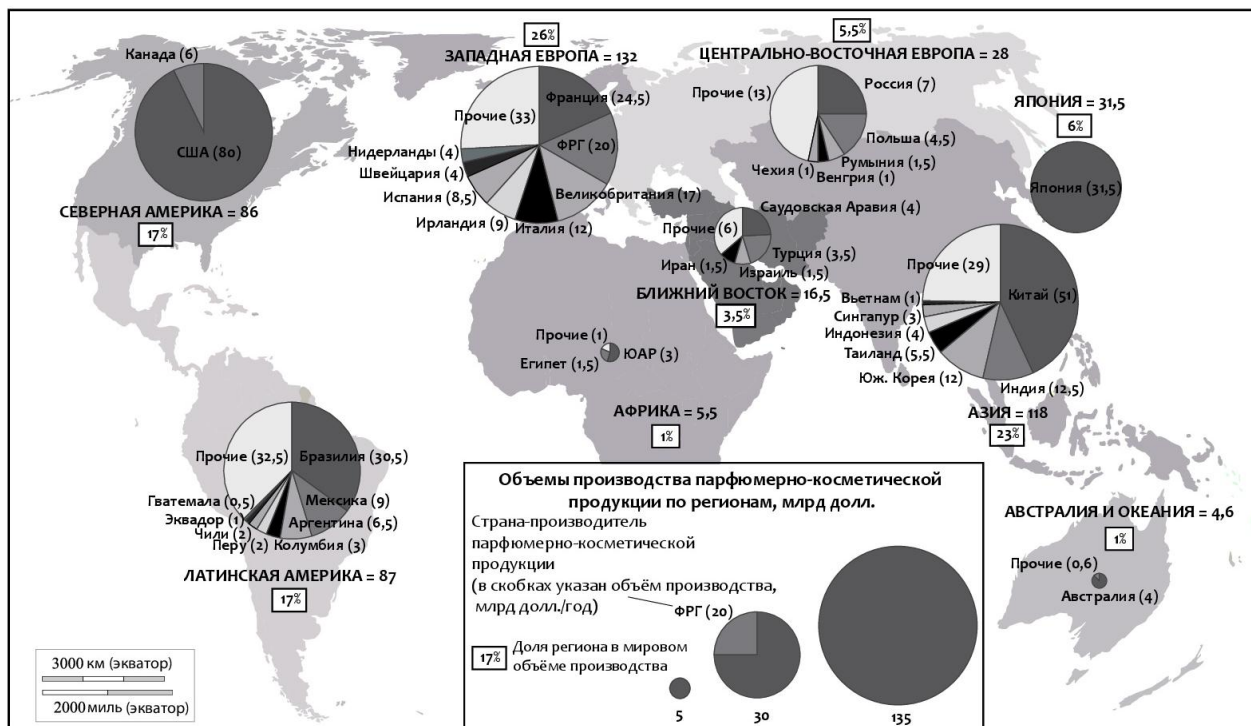 Канада (6)
США (80)
СЕВЕРНАЯ АМЕРИКА = 86
17%
26%
ЗАПАДНАЯ ЕВРОПА = 132
Прочие (33)
Франция (24,5)
ФРГ (20)
Нидерланды (4)
Швейцария (4)
Испания (8,5)
Великобритания (17)
Ирландия (9)
Италия (12)
5,5%
ЦЕНТРАЛЬНО-ВОСТОЧНАЯ ЕВРОПА = 28
Прочие (13)
Россия (7)
Польша (4,5)
Румыния (1,5)
Чехия (1)
Венгрия (1)
ЯПОНИЯ = 31,5
6%
Япония (31,5)
Саудовская Аравия (4)
Прочие (6)
Турция (3,5)
Иран (1,5)
Израиль (1,5)
БЛИЖНИЙ ВОСТОК = 16,5
3,5%
Прочие (29)
Китай (51)
Вьетнам (1)
Сингапур (3)
Индонезия (4)
Таиланд (5,5)
Юж. Корея (12)
Индия (12,5)
АЗИЯ = 118
23%
Прочие (1)
ЮАР (3)
Египет (1,5)
АФРИКА = 5,5
1%
Прочие (32,5)
Бразилия (30,5)
Гватемала (0,5)
Мексика (9)
Эквадор (1)
Аргентина (6,5)
Чили (2)
Перу (2)
Колумбия (3)
ЛАТИНСКАЯ АМЕРИКА = 87
17%
АВСТРАЛИЯ И ОКЕАНИЯ = 4,6
1%
Прочие (0,6)
Австралия (4)
Объемы производства парфюмерно-косметической
продукции по регионам, млрд долл.
Страна-производитель
парфюмерно-косметической
продукции
(в скобках указан объём производства,
млрд долл./год)
ФРГ (20)
17%
Доля региона в мировом
объёме производства
5
30
135
3000 км (экватор)
2000 миль (экватор)